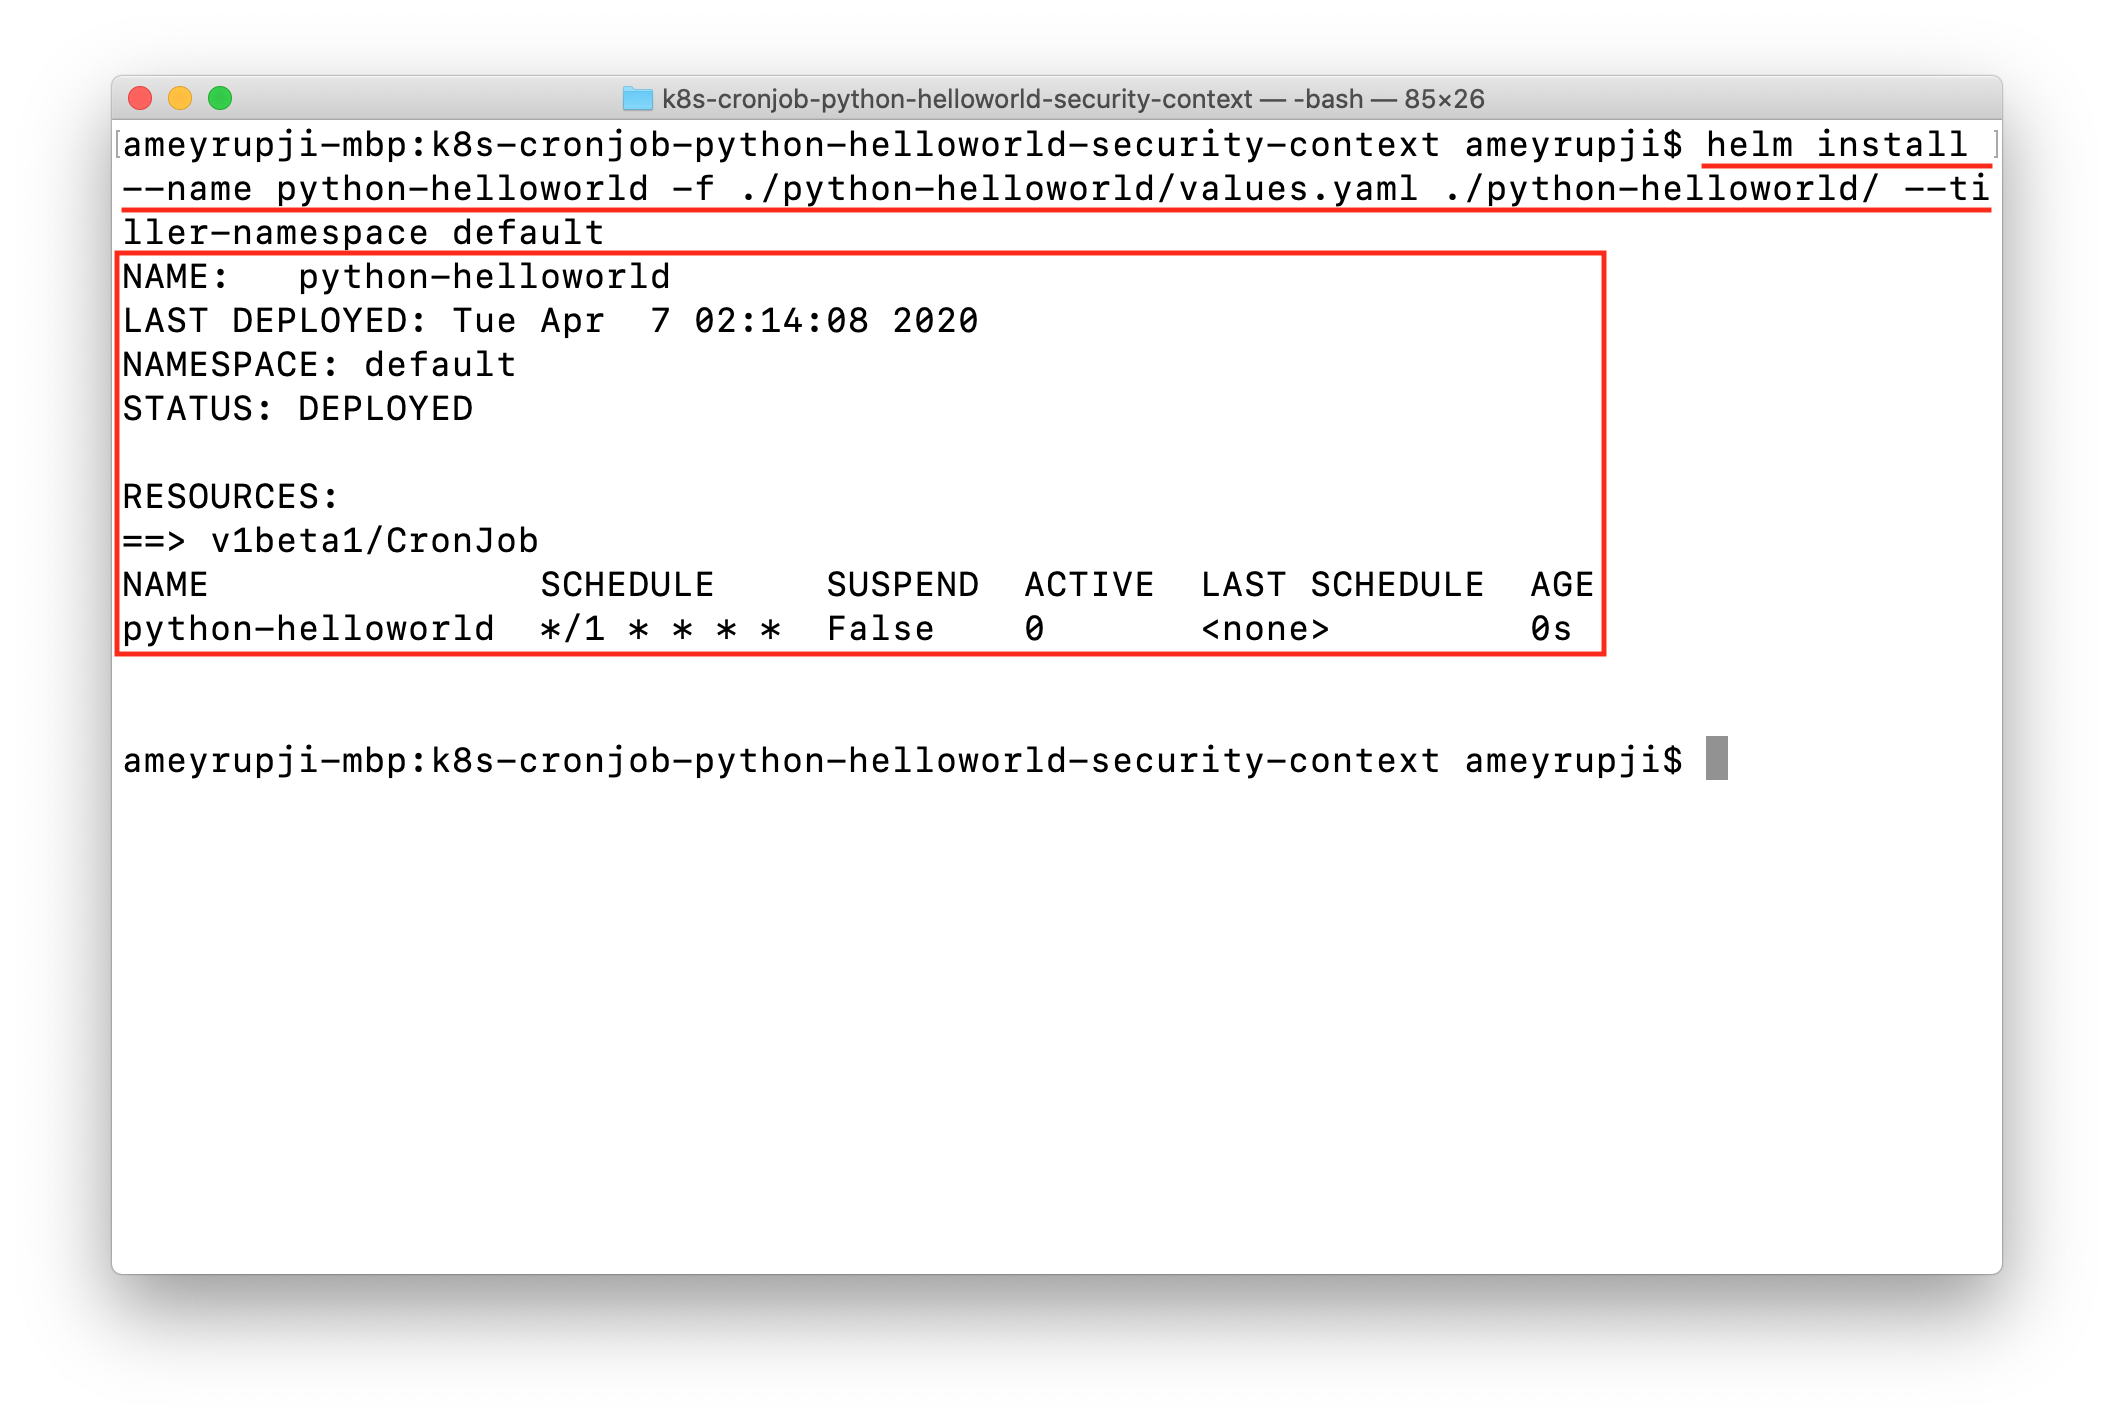 k8s-cronjob-python-helloworld-security-context — -bash — 85×26
ameyrupji-mbp:k8s-cronjob-python-helloworld-security-context ameyrupji$ helm install
--name python-helloworld -f ./python-helloworld/values.yaml ./python-helloworld/ --ti
ller-namespace default
NAME:   python-helloworld
LAST DEPLOYED: Tue Apr  7 02:14:08 2020
NAMESPACE: default
STATUS: DEPLOYED
RESOURCES:
==> v1beta1/CronJob
NAME               SCHEDULE     SUSPEND  ACTIVE  LAST SCHEDULE  AGE
python-helloworld  */1 * * * *  False    0       <none>         0s
ameyrupji-mbp:k8s-cronjob-python-helloworld-security-context ameyrupji$